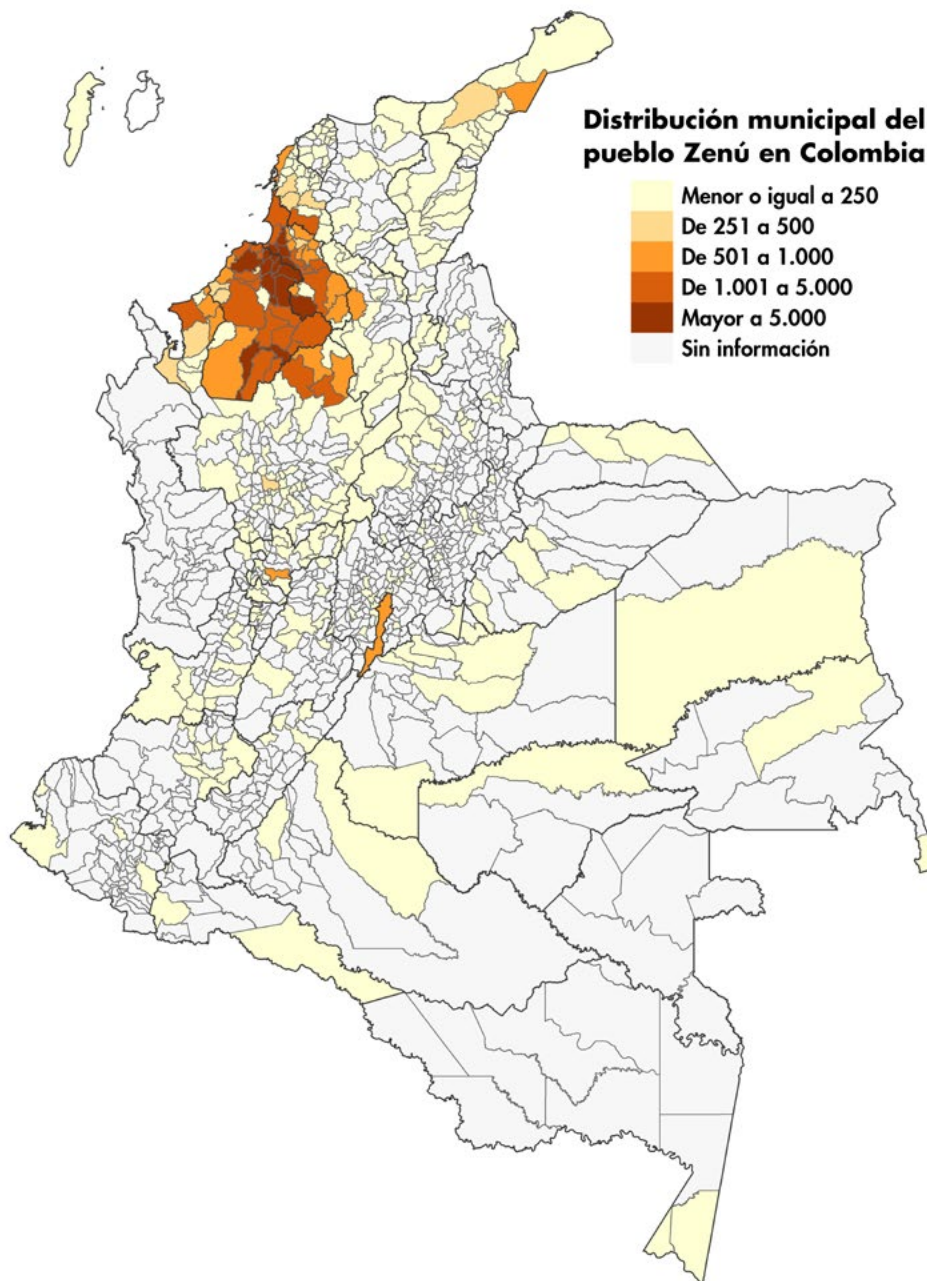 Distribución municipal del
pueblo Zenú en Colombia
Menor o igual a 250
De 251 a 500
De 501 a 1.000
De 1.001 a 5.000
Mayor a 5.000
Sin información